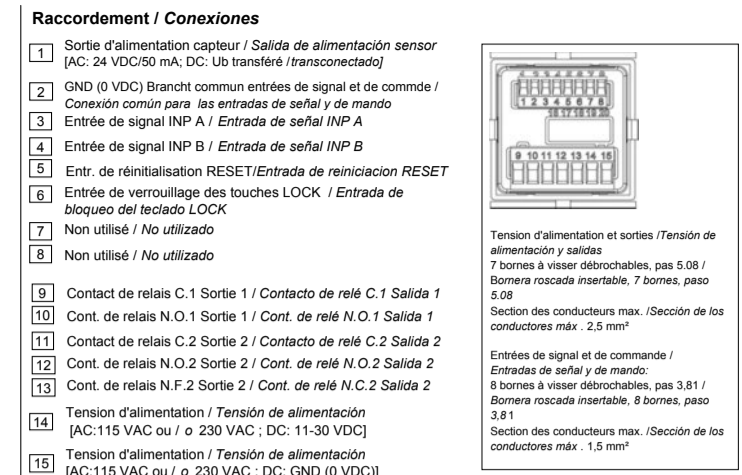 Raccordement / Conexiones
1 Sortie d'alimentation capteur / Salida de alimentación sensor
[AC: 24 VDC/50 mA; DC: Ub transféré /transconectado]
2 GND (0 VDC) Brancht commun entrées de signal et de commde /
Conexión común para las entradas de señal y de mando
3 Entrée de signal INP A / Entrada de señal INP A
4 Entrée de signal INP B / Entrada de señal INP B
5 Entr. de réinitialisation RESET/Entrada de reiniciacion RESET
6 Entrée de verrouillage des touches LOCK / Entrada de
bloqueo del teclado LOCK
7 Non utilisé / No utilizado
8 Non utilisé / No utilizado
9 Contact de relais C.1 Sortie 1 / Contacto de relé C.1 Salida 1
10 Cont. de relais N.O.1 Sortie 1 / Cont. de relé N.O.1 Salida 1
11 Contact de relais C.2 Sortie 2 / Contacto de relé C.2 Salida 2
12 Cont. de relais N.O.2 Sortie 2 / Cont. de relé N.O.2 Salida 2
13 Cont. de relais N.F.2 Sortie 2 / Cont. de relé N.C.2 Salida 2
14 Tension d'alimentation / Tensión de alimentación
[AC:115 VAC ou / o 230 VAC ; DC: 11-30 VDC]
15 Tension d'alimentation / Tensión de alimentación
[AC:115 VAC ou / o 230 VAC ; DC: GND (0 VDC)]
1 2 3 4 5 6 7 8
16 17 18 19 20
9 10 11 12 13 14 15
Tension d'alimentation et sorties /Tensión de
alimentación y salidas
7 bornes à visser débrochables, pas 5.08 /
Bornera roscada insertable, 7 bornes, paso
5.08
Section des conducteurs max. /Sección de los
conductores máx . 2,5 mm²
Entrées de signal et de commande /
Entradas de señal y de mando:
8 bornes à visser débrochables, pas 3,81 /
Bornera roscada insertable, 8 bornes, paso
3,81
Section des conducteurs max. /Sección de los
conductores máx . 1,5 mm²